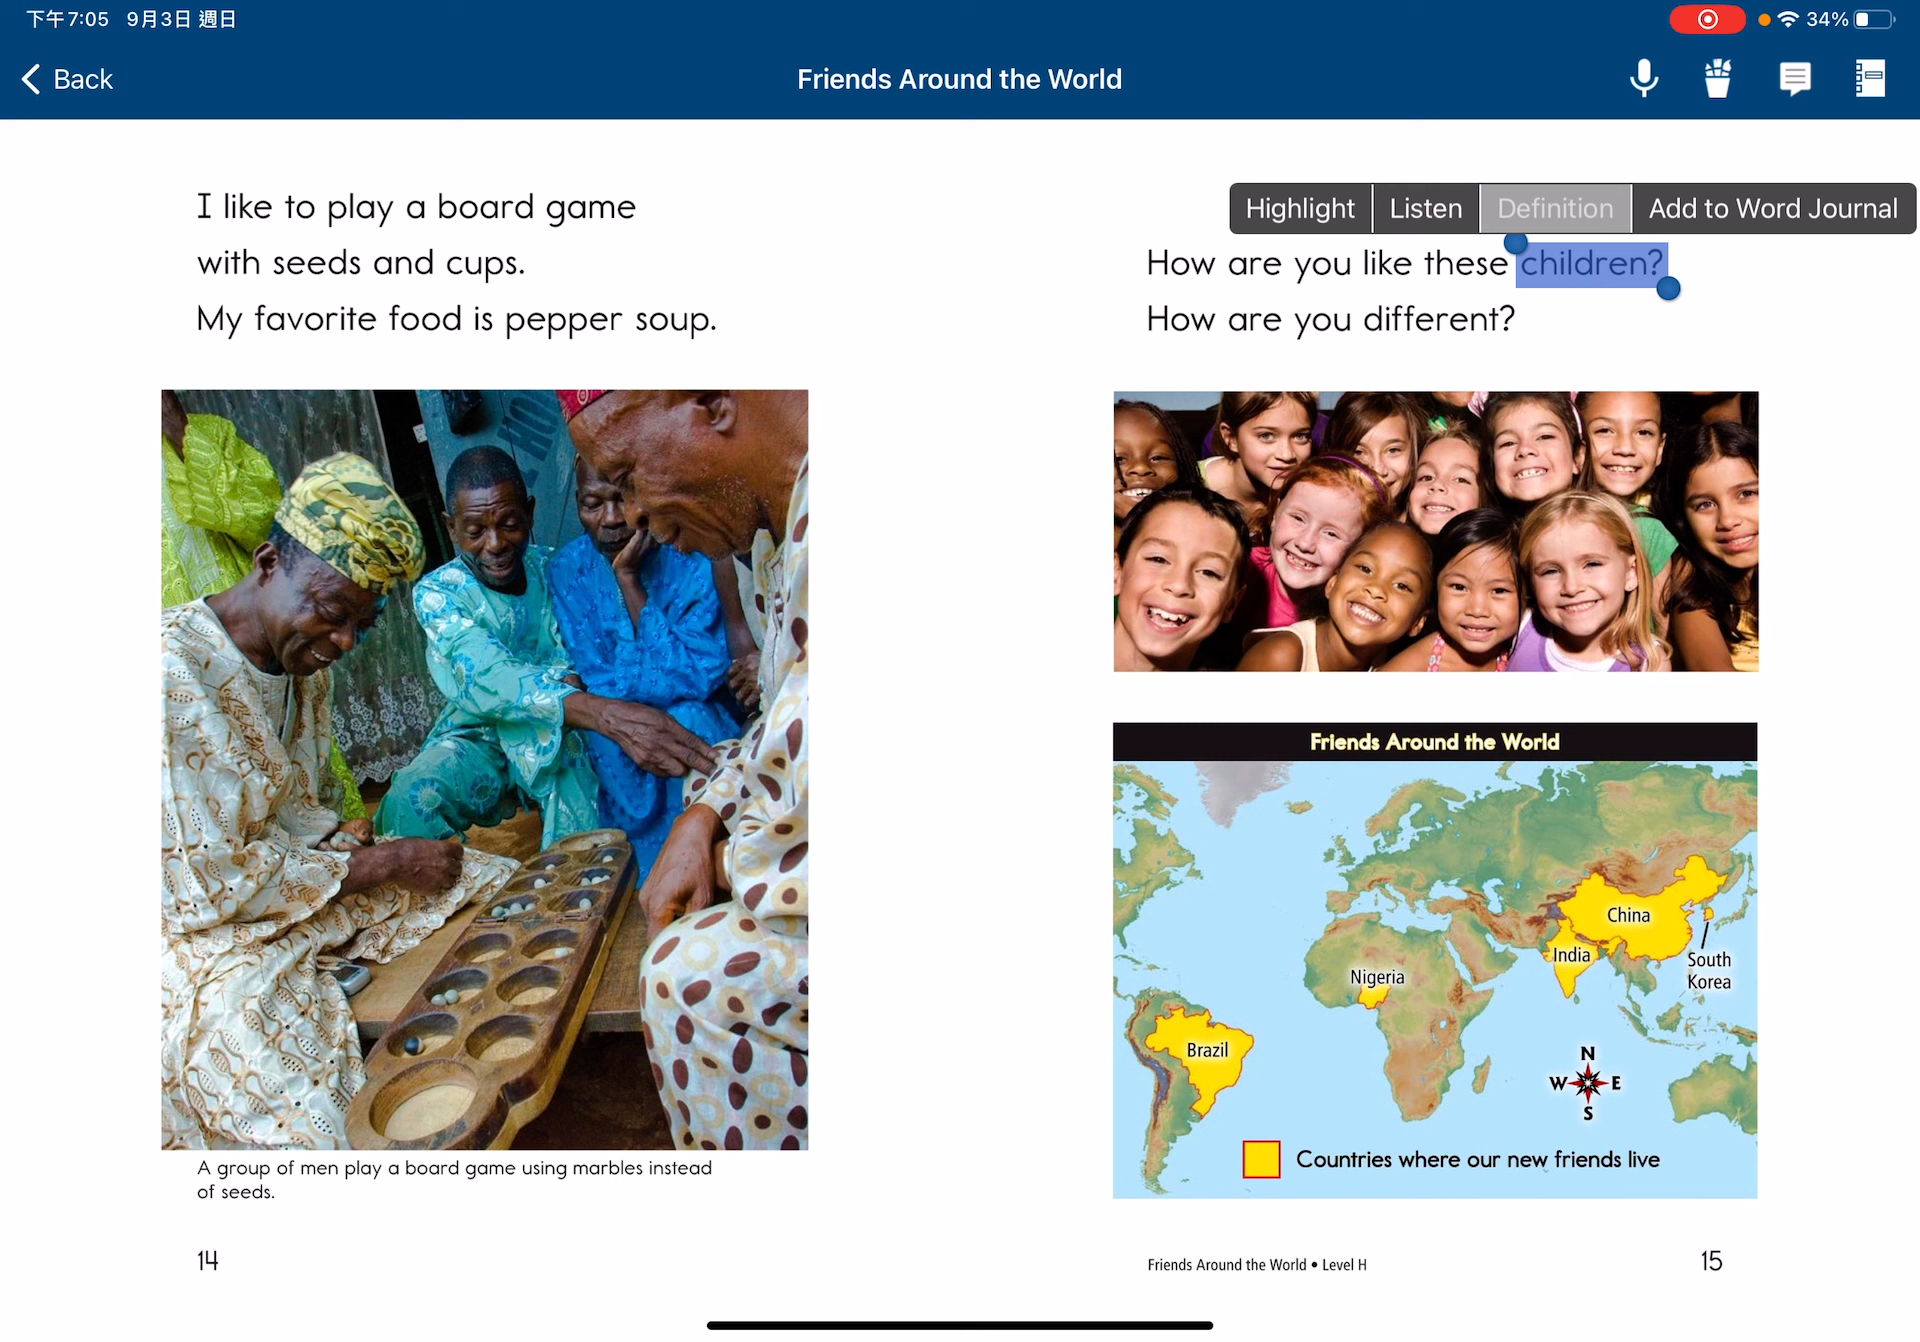 下午7:05 9月3日 週日
34%
Back
Friends Around the World
I like to play a board game
with seeds and cups.
My favorite food is pepper soup.
A group of men play a board game using marbles instead
of seeds.
14
Highlight Listen Definition Add to Word Journal
How are you like these children?
How are you different?
Friends Around the World
China
India
South
Korea
Nigeria
Brazil
N
W E
S
Countries where our new friends live
Friends Around the World • Level H
15